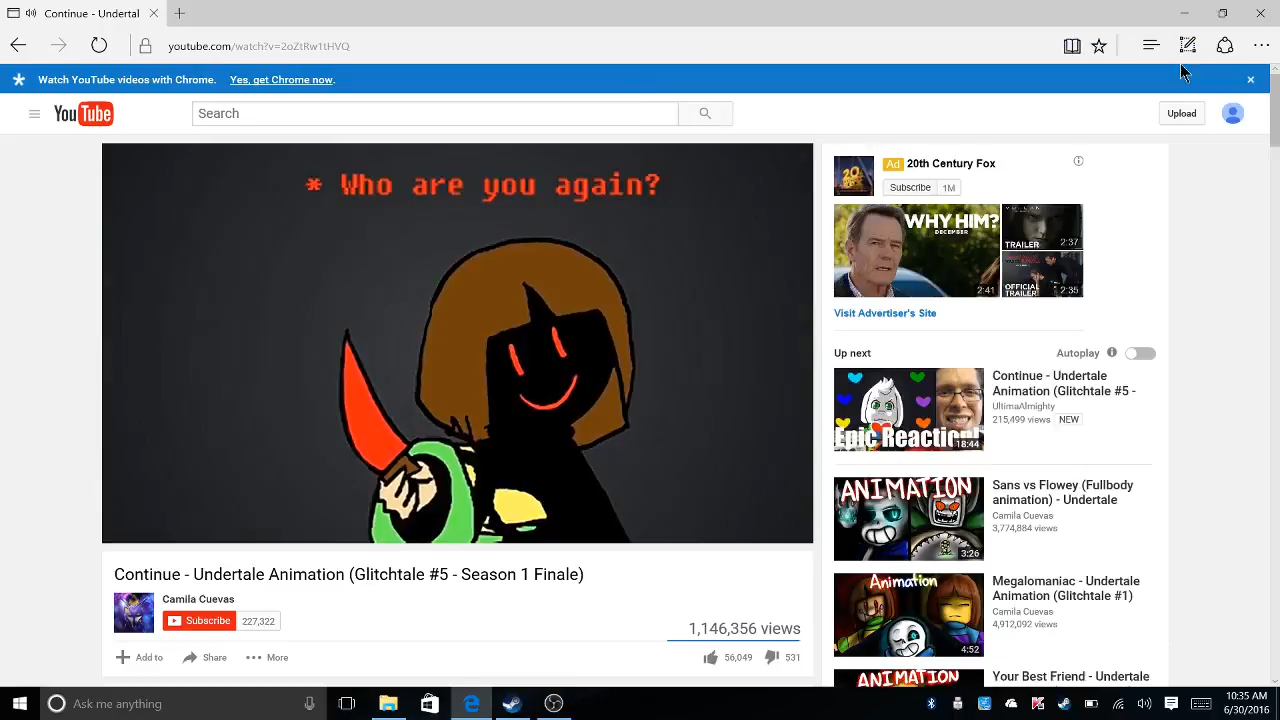 Continue - Undertal
youtube.com/watch?v=2oZtRw1tHVQ
Watch YouTube videos with Chrome. Yes, get Chrome now.
YouTube
Search
Upload
* Who are you again?
Ad 20th Century Fox
Subscribe 1M
WHY HIM?
DECEMBER
2:41
TRAILER
2:37
OFFICIAL
TRAILER
2:35
Visit Advertiser's Site
Up next
Autoplay
Continue - Undertale
Animation (Glitchtale #5 -
UltimaAlmighty
215,499 views NEW
Epic Reaction!
18:44
ANIMATION
3:26
Sans vs Flowey (Fullbody
animation) - Undertale
Camila Cuevas
3,774,884 views
Animation
4:52
Megalomaniac - Undertale
Animation (Glitchtale #1)
Camila Cuevas
4,912,092 views
ANIMATION
Your Best Friend - Undertale
Continue - Undertale Animation (Glitchtale #5 - Season 1 Finale)
Camila Cuevas
Subscribe 227,322
1,146,356 views
Add to Share More
56,049 531
Ask me anything
10:35 AM
6/30/2016